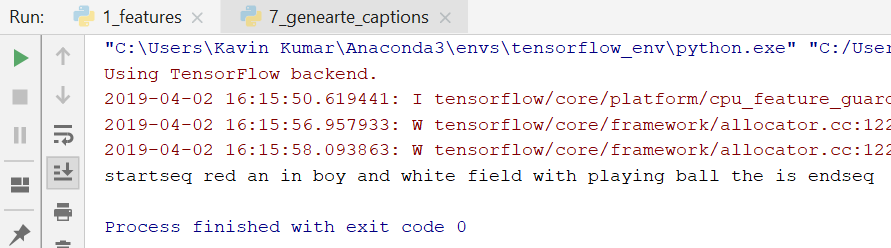 Run: 1_features × 7_genearte_captions ×
"C:\Users\Kavin Kumar\Anaconda3\envs\tensorflow_env\python.exe" "C:/User
Using TensorFlow backend.
2019-04-02 16:15:50.619441: I tensorflow/core/platform/cpu_feature_guard
2019-04-02 16:15:56.957933: W tensorflow/core/framework/allocator.cc:122
2019-04-02 16:15:58.093863: W tensorflow/core/framework/allocator.cc:122
startseq red an in boy and white field with playing ball the is endseq
Process finished with exit code 0